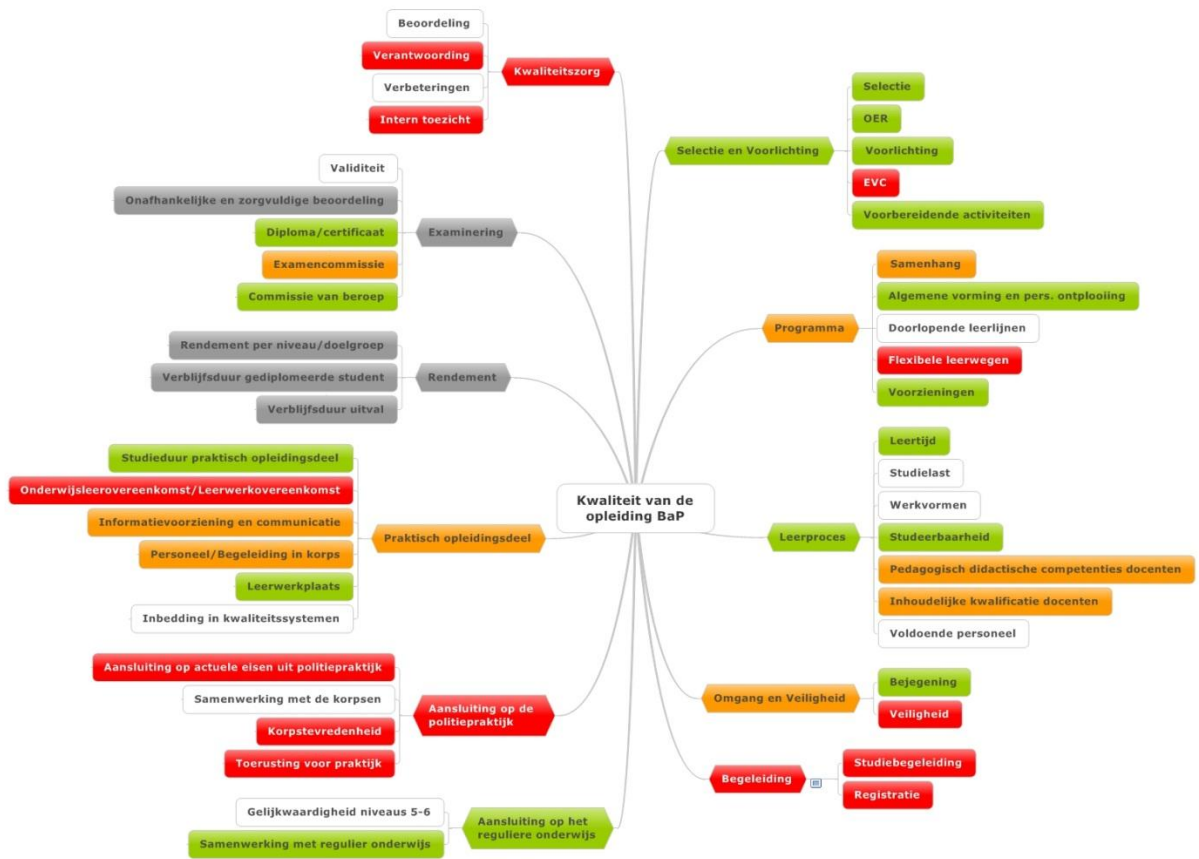 Beoordeling
Verantwoording
Verbeteringen
Intern toezicht
Kwaliteitszorg
Validiteit
Onafhankelijke en zorgvuldige beoordeling
Diploma/certificaat
Examencommissie
Commissie van beroep
Examinering
Rendement per niveau/doelgroep
Verblijfsduur gediplomeerde student
Verblijfsduur uitval
Rendement
Studieduur praktisch opleidingsdeel
Onderwijsleerovereenkomst/Leerwerkovereenkomst
Informatievoorziening en communicatie
Personeel/Begeleiding in korps
Leerwerkplaats
Inbedding in kwaliteitssystemen
Praktisch opleidingsdeel
Aansluiting op actuele eisen uit politiepraktijk
Samenwerking met de korpsen
Korpstevredenheid
Toerusting voor praktijk
Aansluiting op de
politiepraktijk
Gelijkwaardigheid niveaus 5-6
Samenwerking met regulier onderwijs
Aansluiting op het
reguliere onderwijs
Kwaliteit van de
opleiding BaP
Selectie en Voorlichting
Selectie
OER
Voorlichting
EVC
Voorbereidende activiteiten
Programma
Samenhang
Algemene vorming en pers. ontplooiing
Doorlopende leerlijnen
Flexibele leerwegen
Voorzieningen
Leerproces
Leertijd
Studielast
Werkvormen
Studeerbaarheid
Pedagogisch didactische competenties docenten
Inhoudelijke kwalificatie docenten
Voldoende personeel
Omgang en Veiligheid
Bejegening
Veiligheid
Begeleiding
Studiebegeleiding
Registratie